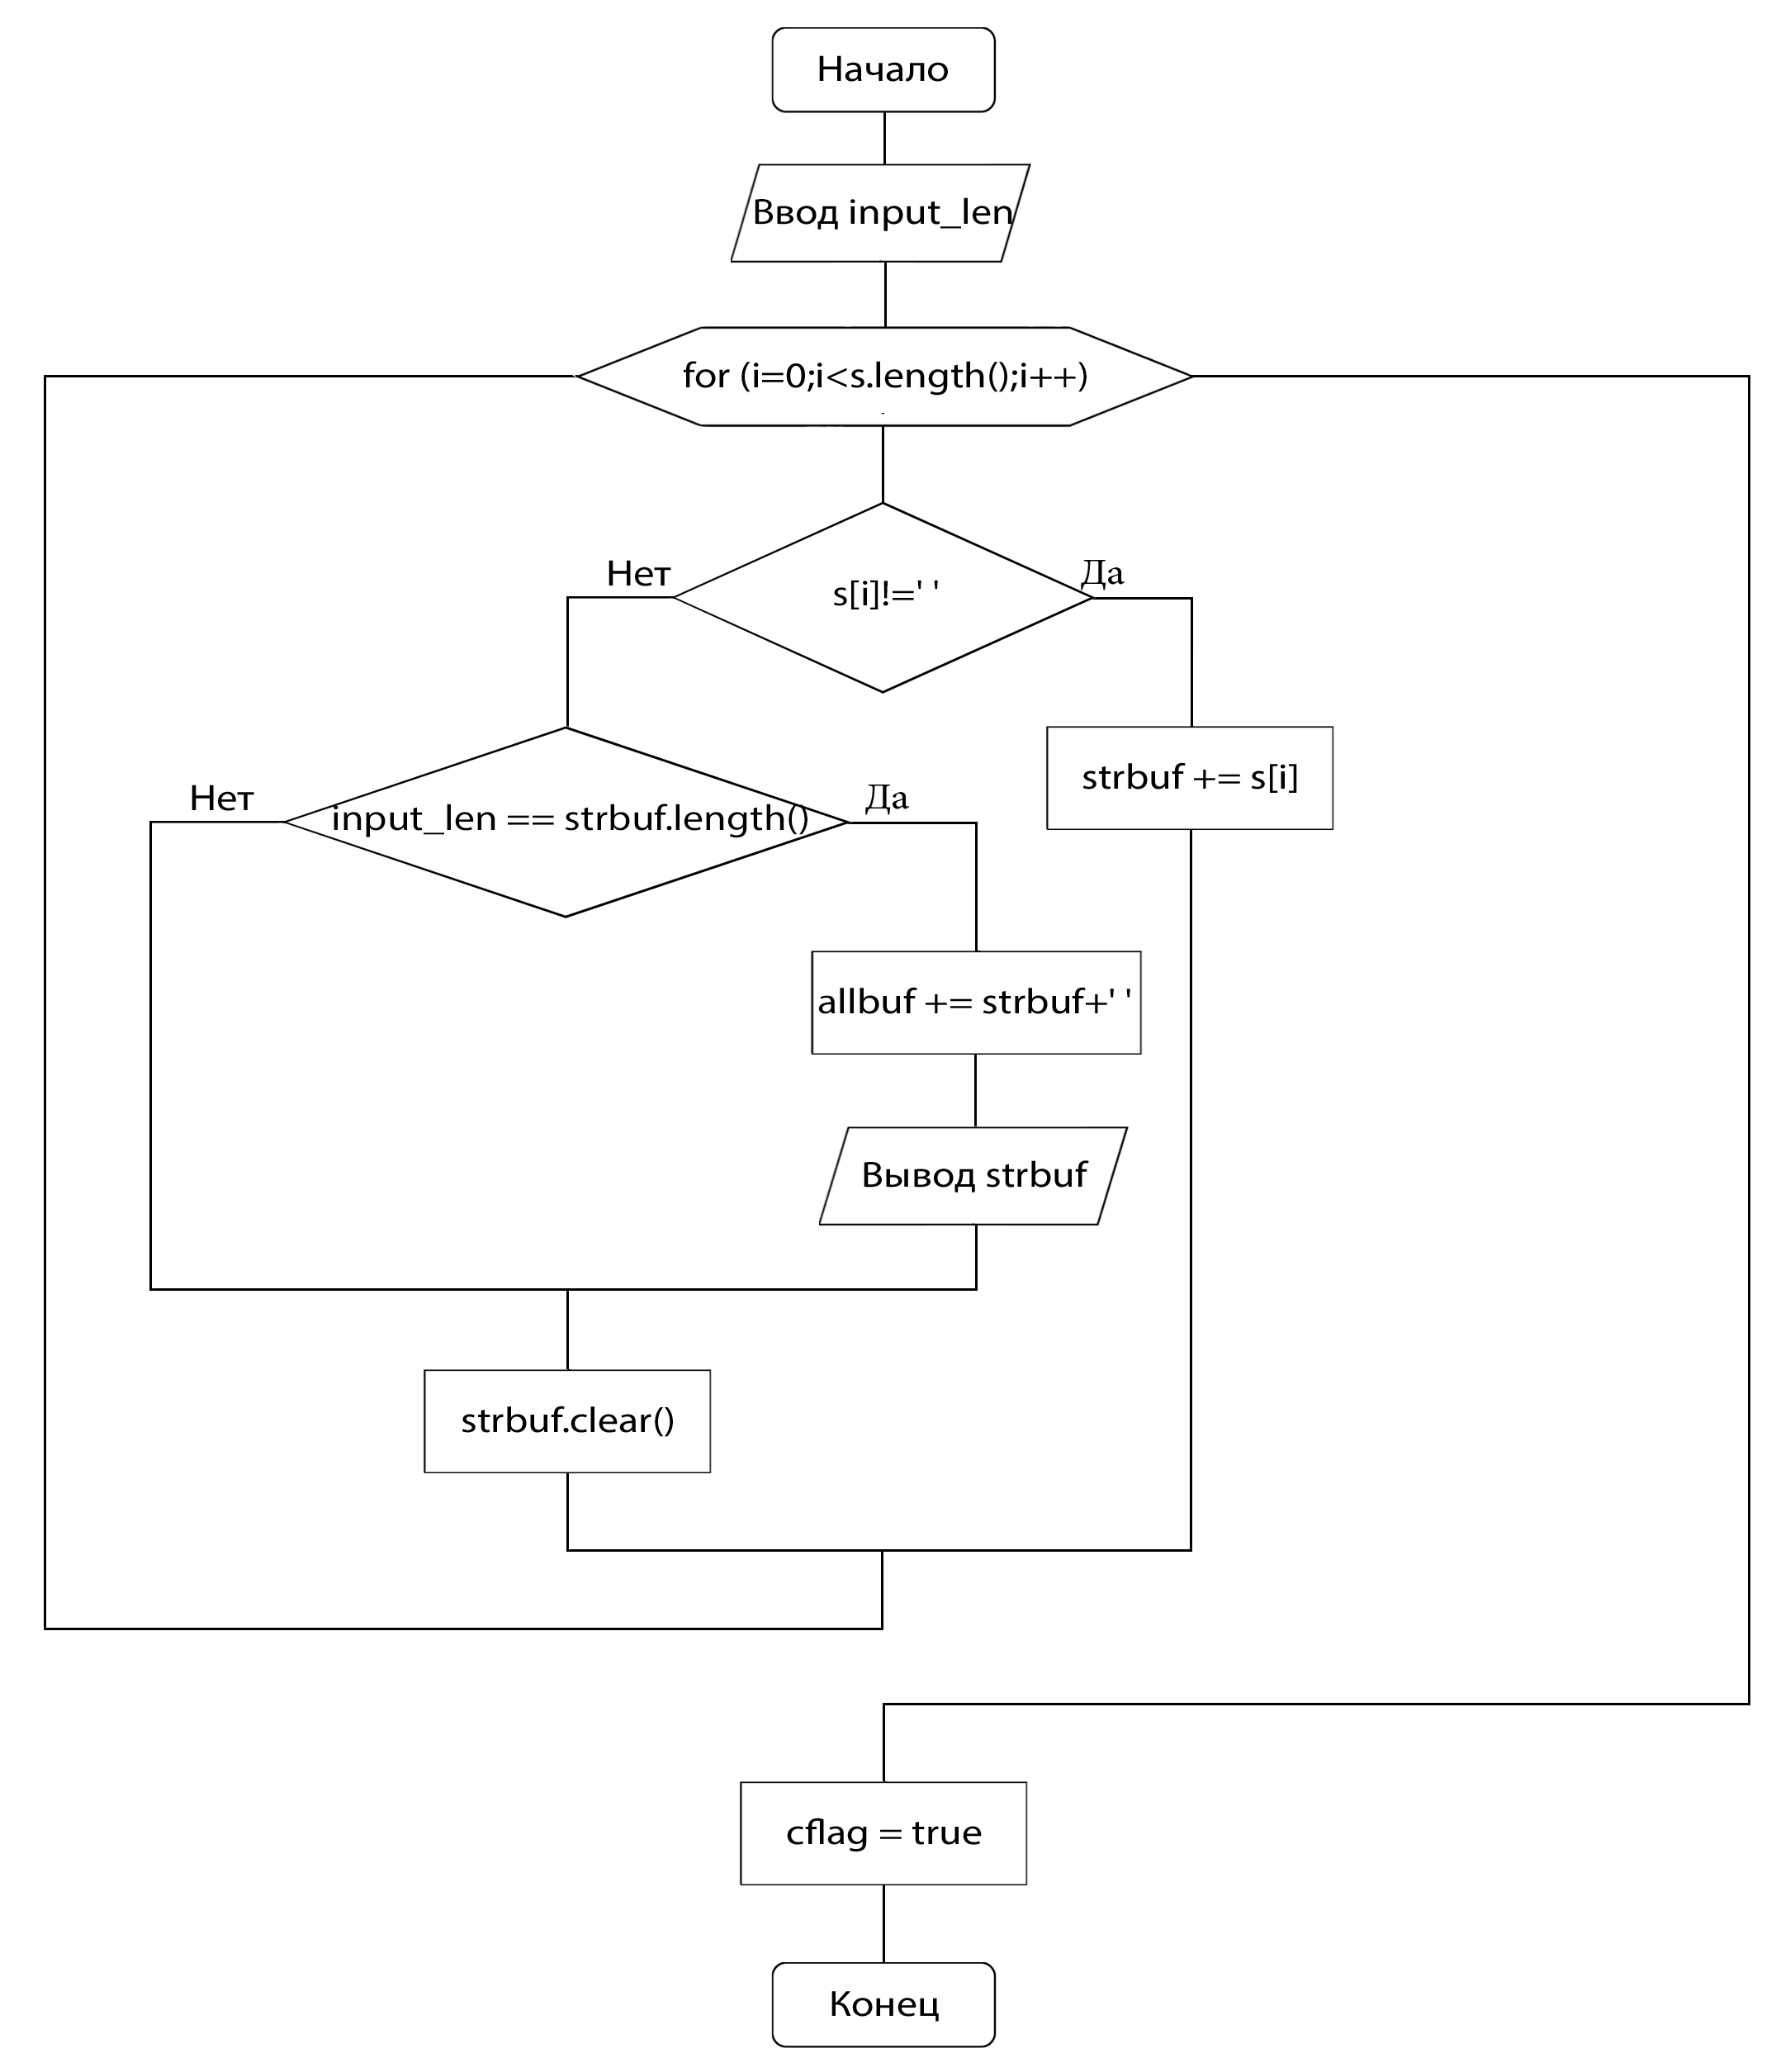 Начало
Ввод input_len
for (i=0;i<s.length();i++)
Нет
Да
s[i]!=' '
strbuf += s[i]
Нет
Да
input_len == strbuf.length()
allbuf += strbuf+' '
Вывод strbuf
strbuf.clear()
cflag = true
Конец